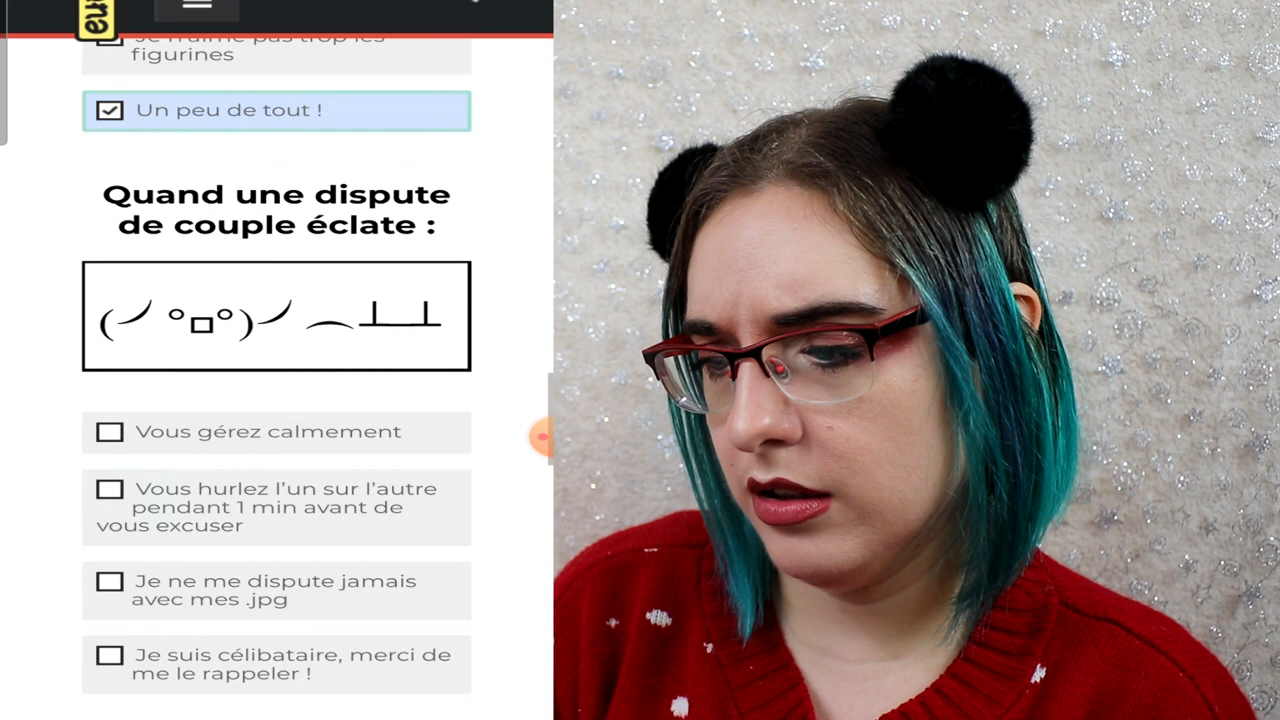 figurines
Un peu de tout !
Quand une dispute
de couple éclate :
(╯°□°)╯︵┻━┻
Vous gérez calmement
Vous hurlez l’un sur l’autre
pendant 1 min avant de
vous excuser
Je ne me dispute jamais
avec mes .jpg
Je suis célibataire, merci de
me le rappeler !